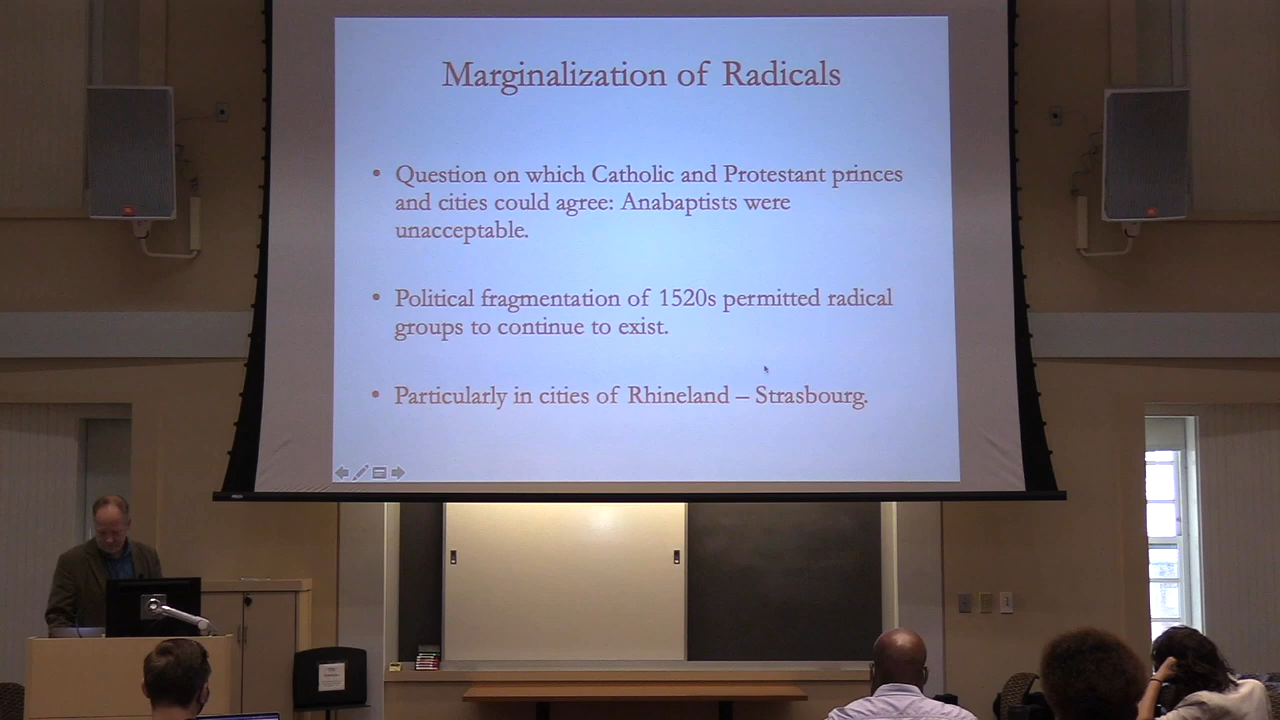 Marginalization of Radicals
• Question on which Catholic and Protestant princes
and cities could agree: Anabaptists were
unacceptable.
• Political fragmentation of 1520s permitted radical
groups to continue to exist.
• Particularly in cities of Rhineland – Strasbourg.